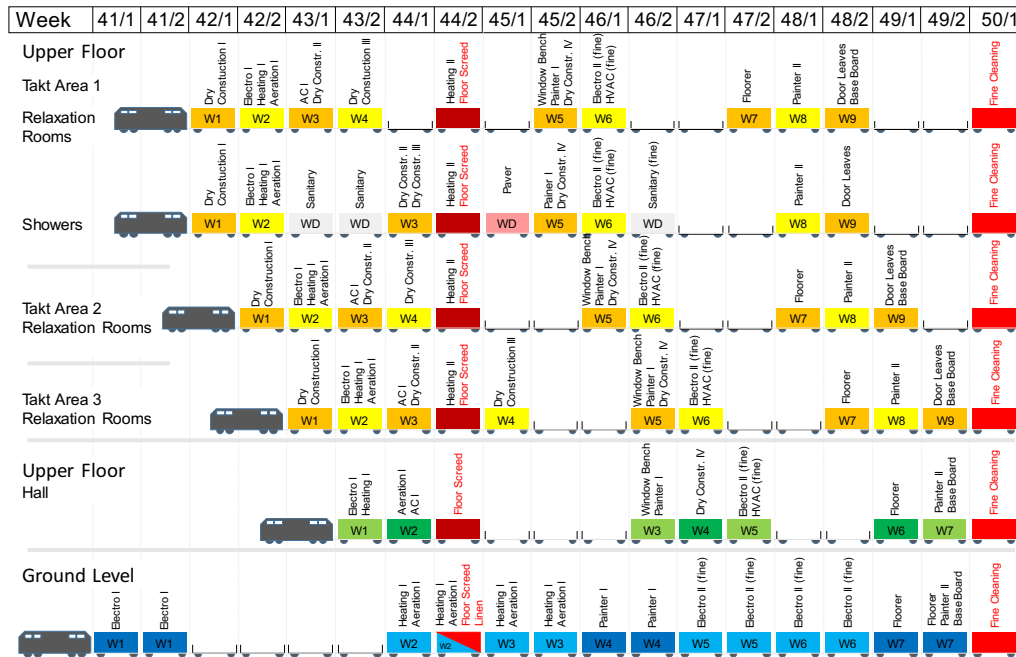 Week 41/1 41/2 42/1 42/2 43/1 43/2 44/1 44/2 45/1 45/2 46/1 46/2 47/1 47/2 48/1 48/2 49/1 49/2 50/1
Upper Floor
Takt Area 1
Relaxation
Rooms
Dry
Constuction I
Electro I
Heating I
Aeration I
AC I
Dry Constr. II
Dry
Constuction III
Heating II
Floor Screed
Window Bench
Painter I
Dry Constr. IV
Electro II (fine)
HVAC (fine)
Floorer
Painter II
Door Leaves
Base Board
Fine Cleaning
W1 W2 W3 W4 W5 W6 W7 W8 W9
Showers
Dry
Constuction I
Electro I
Heating I
Aeration I
Sanitary
Sanitary
Dry Constr. II
Dry Constr. III
Heating II
Floor Screed
Paver
Painer I
Dry Constr. IV
Electro II (fine)
HVAC (fine)
Sanitary (fine)
Painter II
Door Leaves
Fine Cleaning
W1 W2 WD WD W3 WD W5 W6 WD W8 W9
Takt Area 2
Relaxation Rooms
Dry
Construction I
Electro I
Heating I
Aeration I
AC I
Dry Constr. II
Dry Constr. III
Heating II
Floor Screed
Window Bench
Painter I
Dry Constr. IV
Electro II (fine)
HVAC (fine)
Floorer
Painter II
Door Leaves
Base Board
Fine Cleaning
W1 W2 W3 W4 W5 W6 W7 W8 W9
Takt Area 3
Relaxation Rooms
Dry
Construction I
Electro I
Heating I
Aeration I
AC I
Dry Constr. II
Heating II
Floor Screed
Dry
Construction III
Window Bench
Painter I
Dry Constr. IV
Electro II (fine)
HVAC (fine)
Floorer
Painter II
Door Leaves
Base Board
Fine Cleaning
W1 W2 W3 W4 W5 W6 W7 W8 W9
Upper Floor
Hall
Electro I
Heating I
Aeration I
AC I
Floor Screed
Window Bench
Painter I
Dry Constr. IV
Electro II (fine)
HVAC (fine)
Floorer
Painter II
Base Board
Fine Cleaning
W1 W2 W3 W4 W5 W6 W7
Ground Level
Electro I
Electro I
Heating I
Aeration I
Heating I
Aeration I
Floor Screed
Linen
Heating I
Aeration I
Heating I
Aeration I
Painter I
Painter I
Electro II (fine)
Electro II (fine)
Electro II (fine)
Electro II (fine)
Floorer
Floorer
Painter II
Base Board
Fine Cleaning
W1 W1 W2 W2 W3 W3 W4 W4 W5 W5 W6 W6 W7 W7